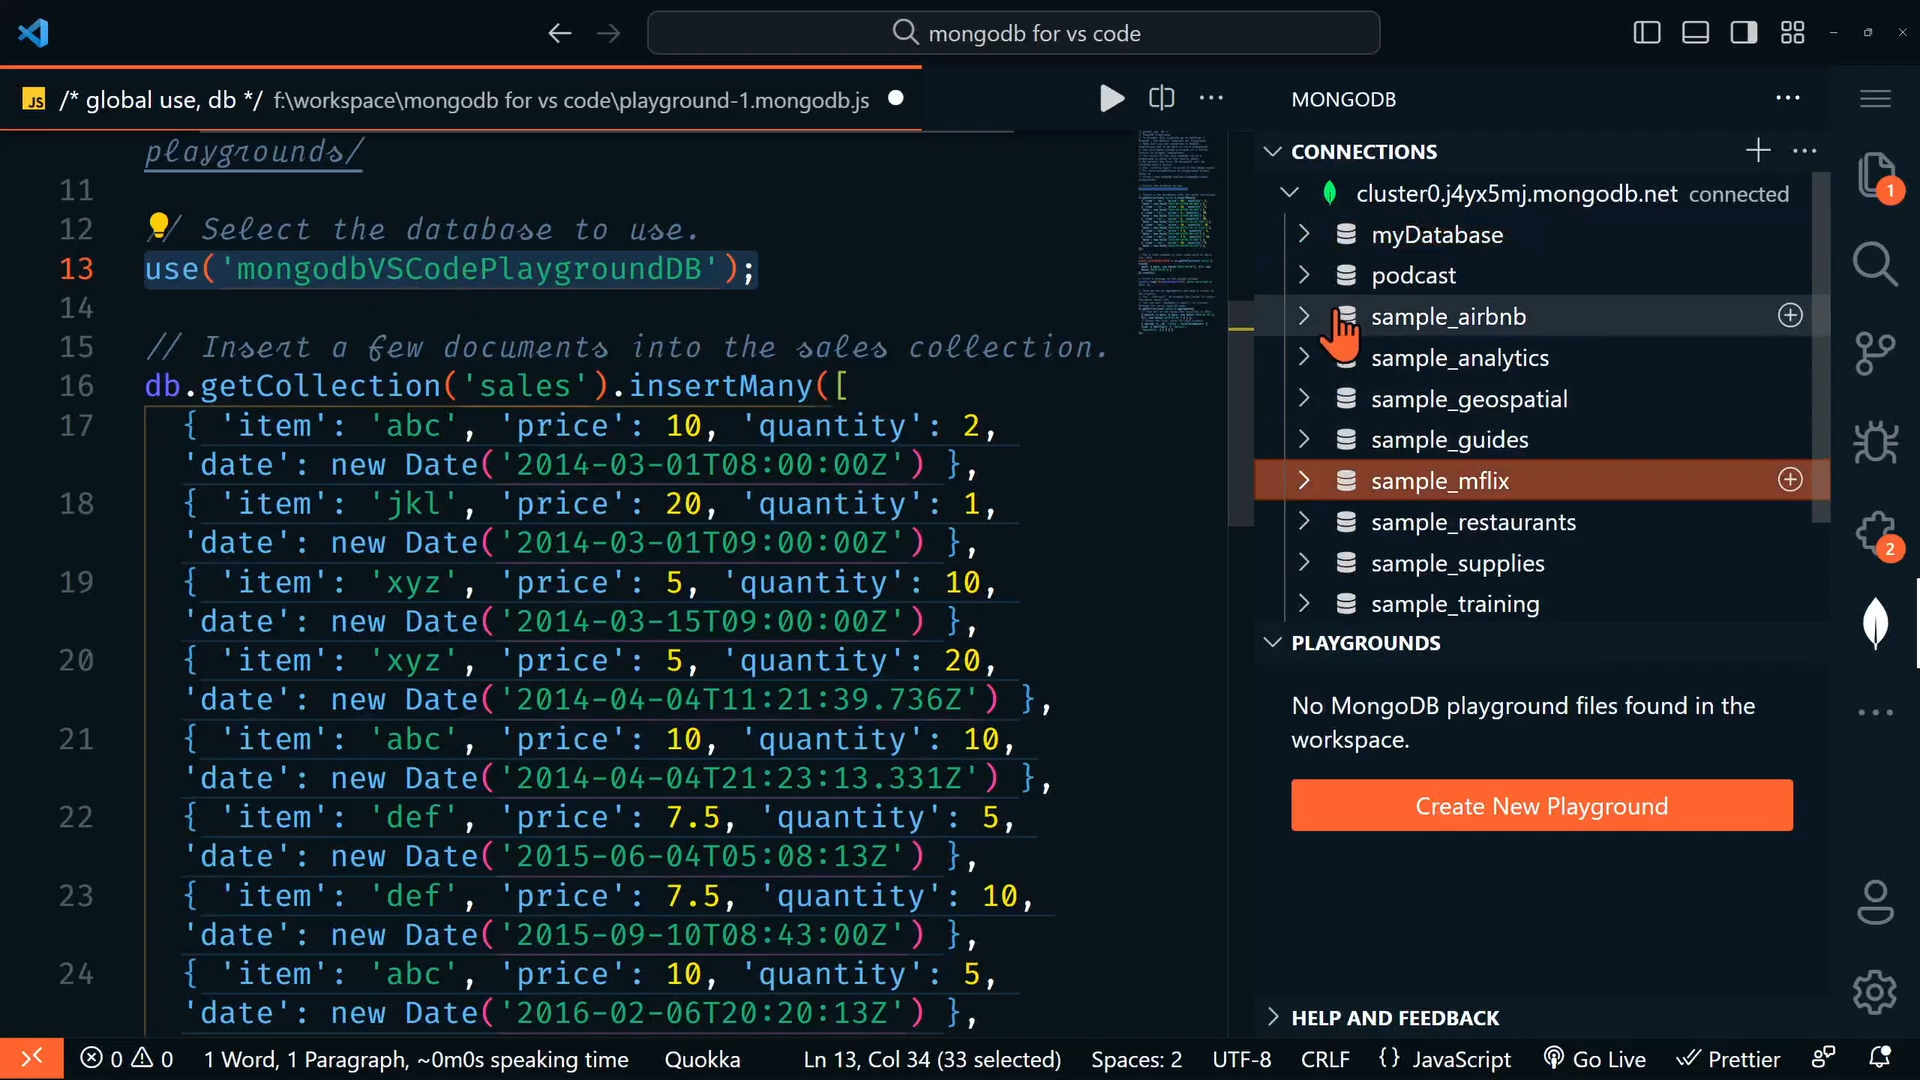 mongodb for vs code
JS /* global use, db */ f:\workspace\mongodb for vs code\playground-1.mongodb.js
playgrounds/
11
12 // Select the database to use.
13 use('mongodbVSCodePlaygroundDB');
14
15 // Insert a few documents into the sales collection.
16 db.getCollection('sales').insertMany([
17 { 'item': 'abc', 'price': 10, 'quantity': 2,
'date': new Date('2014-03-01T08:00:00Z') },
18 { 'item': 'jkl', 'price': 20, 'quantity': 1,
'date': new Date('2014-03-01T09:00:00Z') },
19 { 'item': 'xyz', 'price': 5, 'quantity': 10,
'date': new Date('2014-03-15T09:00:00Z') },
20 { 'item': 'xyz', 'price': 5, 'quantity': 20,
'date': new Date('2014-04-04T11:21:39.736Z') },
21 { 'item': 'abc', 'price': 10, 'quantity': 10,
'date': new Date('2014-04-04T21:23:13.331Z') },
22 { 'item': 'def', 'price': 7.5, 'quantity': 5,
'date': new Date('2015-06-04T05:08:13Z') },
23 { 'item': 'def', 'price': 7.5, 'quantity': 10,
'date': new Date('2015-09-10T08:43:00Z') },
24 { 'item': 'abc', 'price': 10, 'quantity': 5,
'date': new Date('2016-02-06T20:20:13Z') },
MONGODB
CONNECTIONS
cluster0.j4yx5mj.mongodb.net connected
myDatabase
podcast
sample_airbnb
sample_analytics
sample_geospatial
sample_guides
sample_mflix
sample_restaurants
sample_supplies
sample_training
PLAYGROUNDS
No MongoDB playground files found in the
workspace.
Create New Playground
HELP AND FEEDBACK
1
2
0 0 1 Word, 1 Paragraph, ~0m0s speaking time Quokka Ln 13, Col 34 (33 selected) Spaces: 2 UTF-8 CRLF {} JavaScript Go Live Prettier